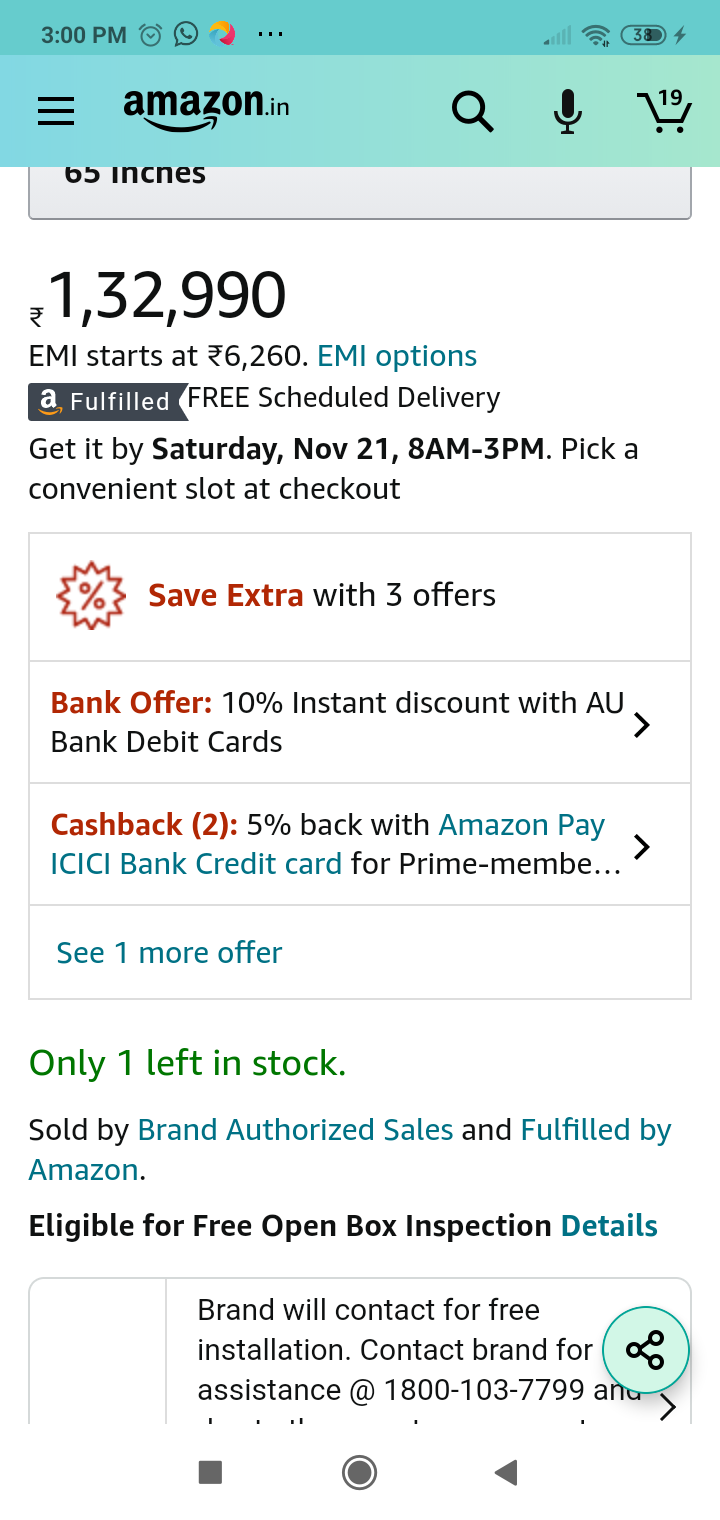 3:00 PM
38
amazon.in
19
65 Inches
₹1,32,990
EMI starts at ₹6,260. EMI options
a Fulfilled FREE Scheduled Delivery
Get it by Saturday, Nov 21, 8AM-3PM. Pick a
convenient slot at checkout
% Save Extra with 3 offers
Bank Offer: 10% Instant discount with AU
Bank Debit Cards
Cashback (2): 5% back with Amazon Pay
ICICI Bank Credit card for Prime-membe...
See 1 more offer
Only 1 left in stock.
Sold by Brand Authorized Sales and Fulfilled by
Amazon.
Eligible for Free Open Box Inspection Details
Brand will contact for free
installation. Contact brand for
assistance @ 1800-103-7799 and